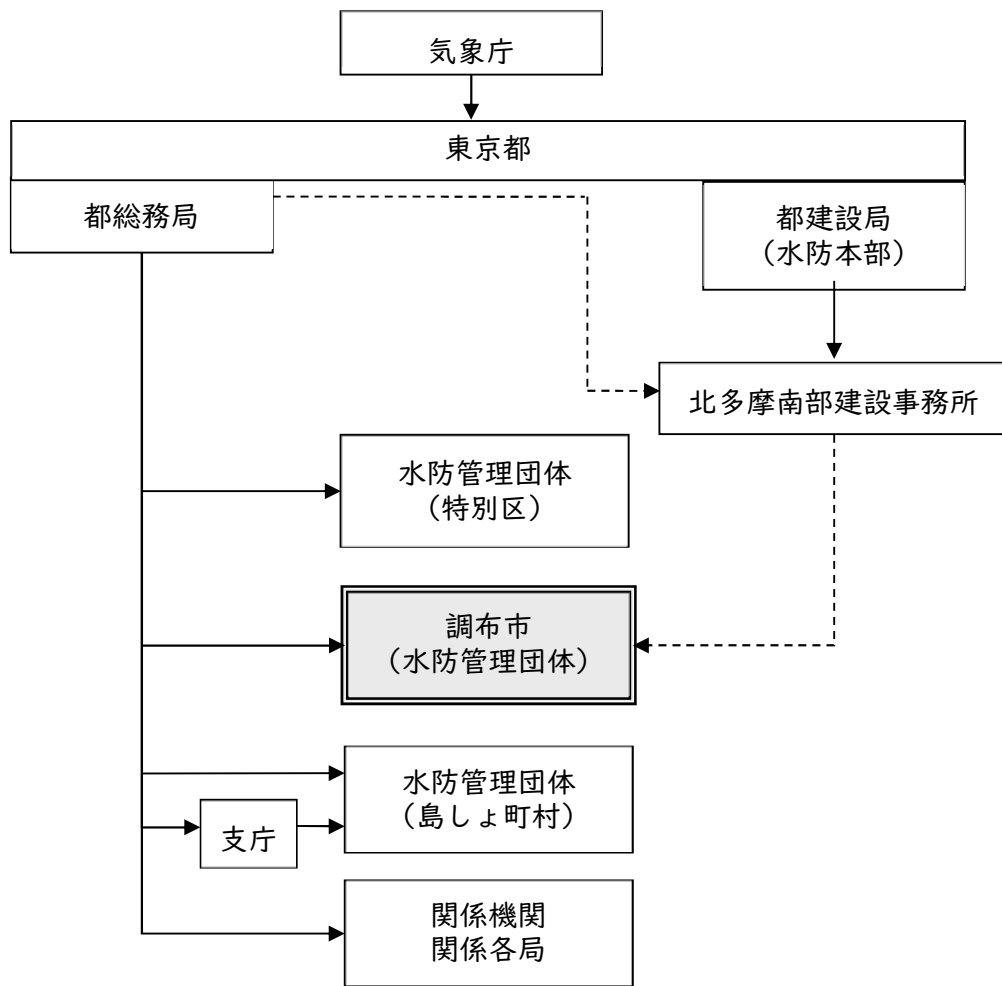 気象庁
東京都
都総務局
都建設局
（水防本部）
北多摩南部建設事務所
水防管理団体
（特別区）
調布市
（水防管理団体）
水防管理団体
（島しょ町村）
支庁
関係機関
関係各局